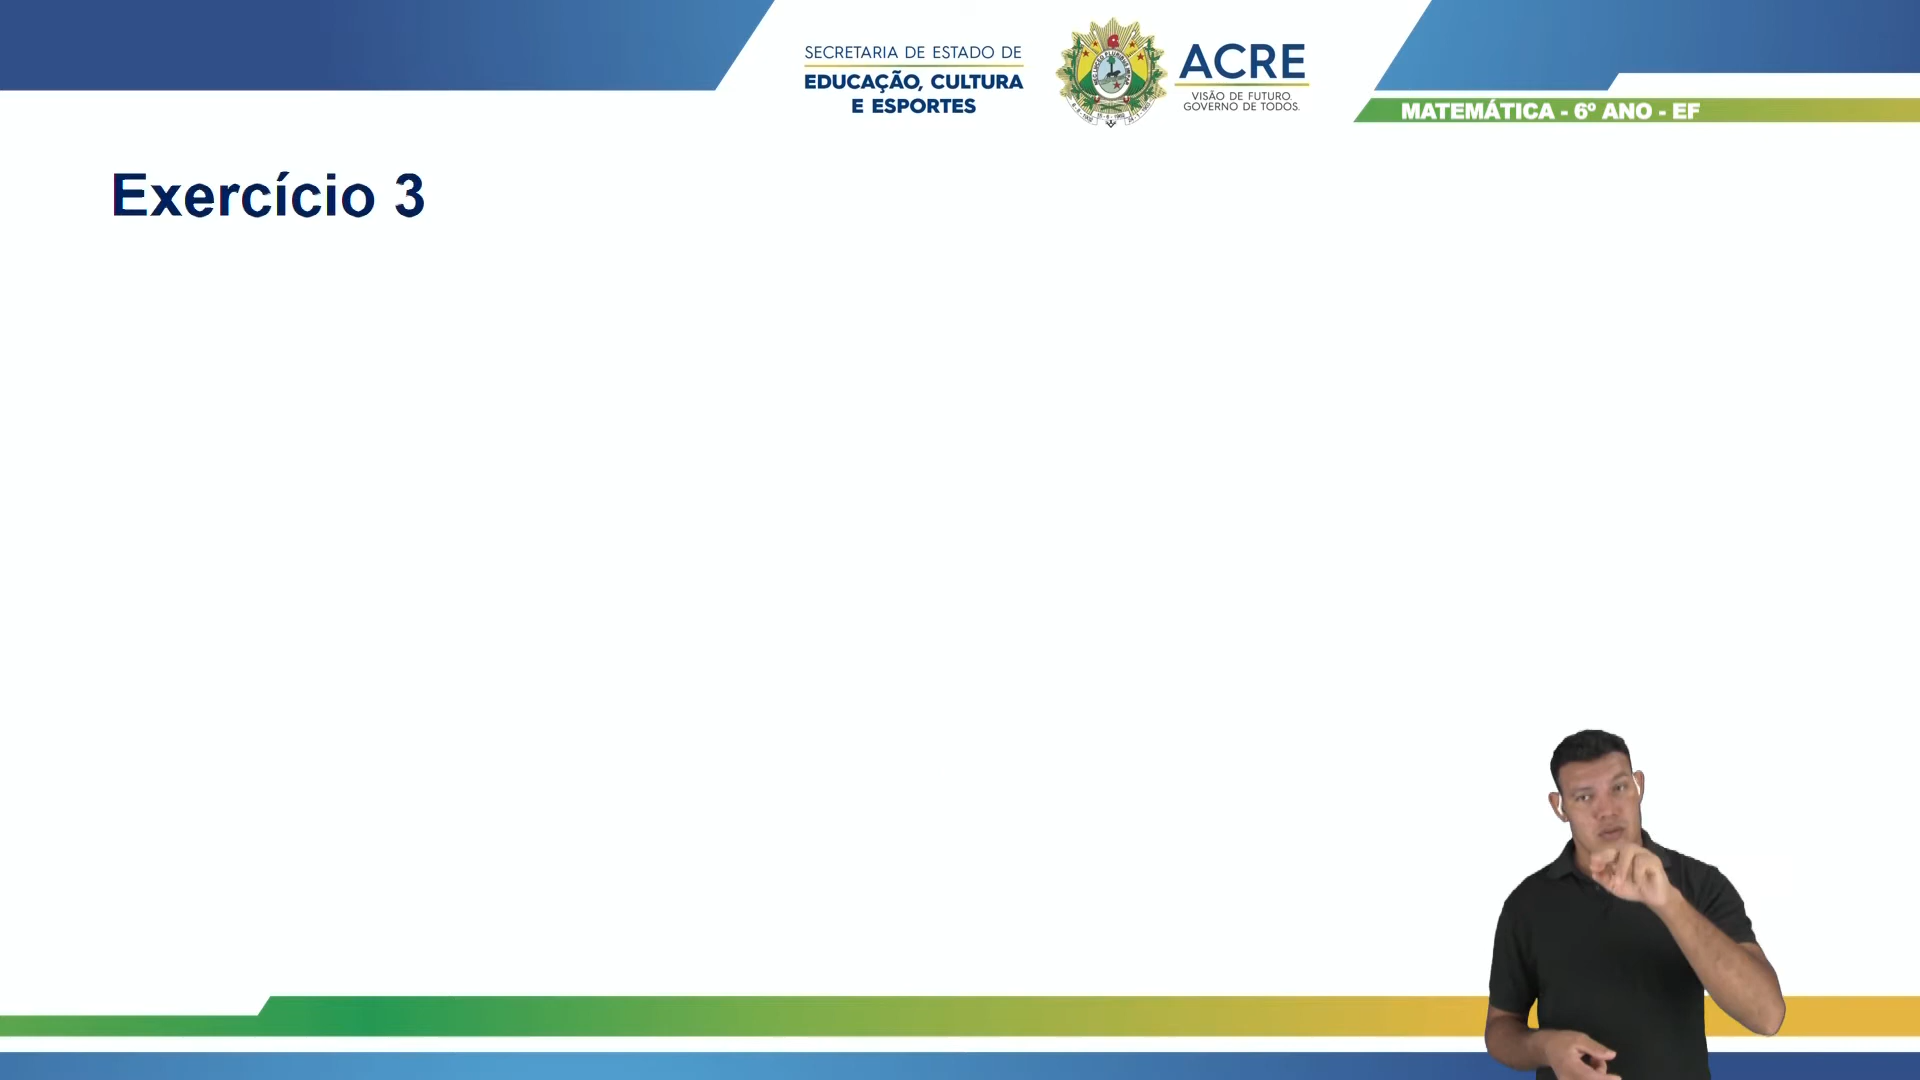 SECRETARIA DE ESTADO DE
EDUCAÇÃO, CULTURA
E ESPORTES
ACRE
VISÃO DE FUTURO.
GOVERNO DE TODOS.
MATEMÁTICA - 6º ANO - EF
Exercício 3